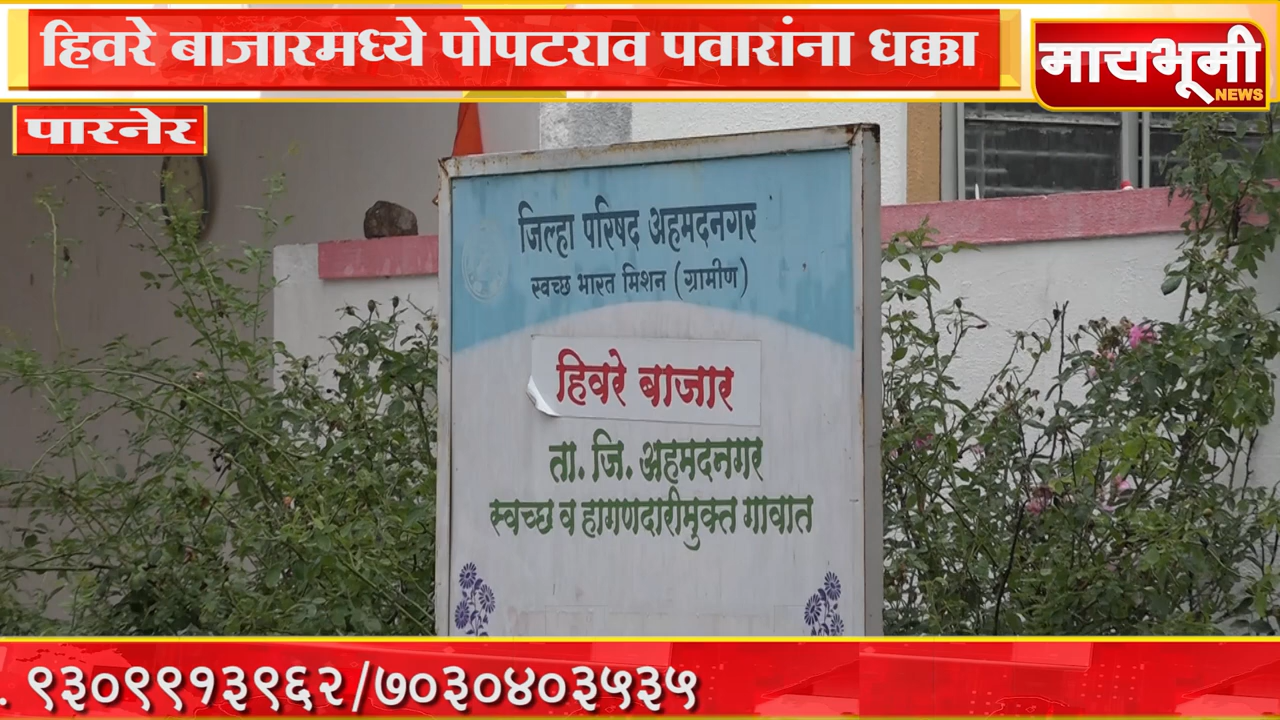 हिवरे बाजारमध्ये पोपटराव पवारांना धक्का
मायभूमी
NEWS
पारनेर
जिल्हा परिषद अहमदनगर
स्वच्छ भारत मिशन (ग्रामीण)
हिवरे बाजार
ता. जि. अहमदनगर
स्वच्छ व हागणदारीमुक्त गावात
. ९३०९९१३९६२/७०३०४०३५३५